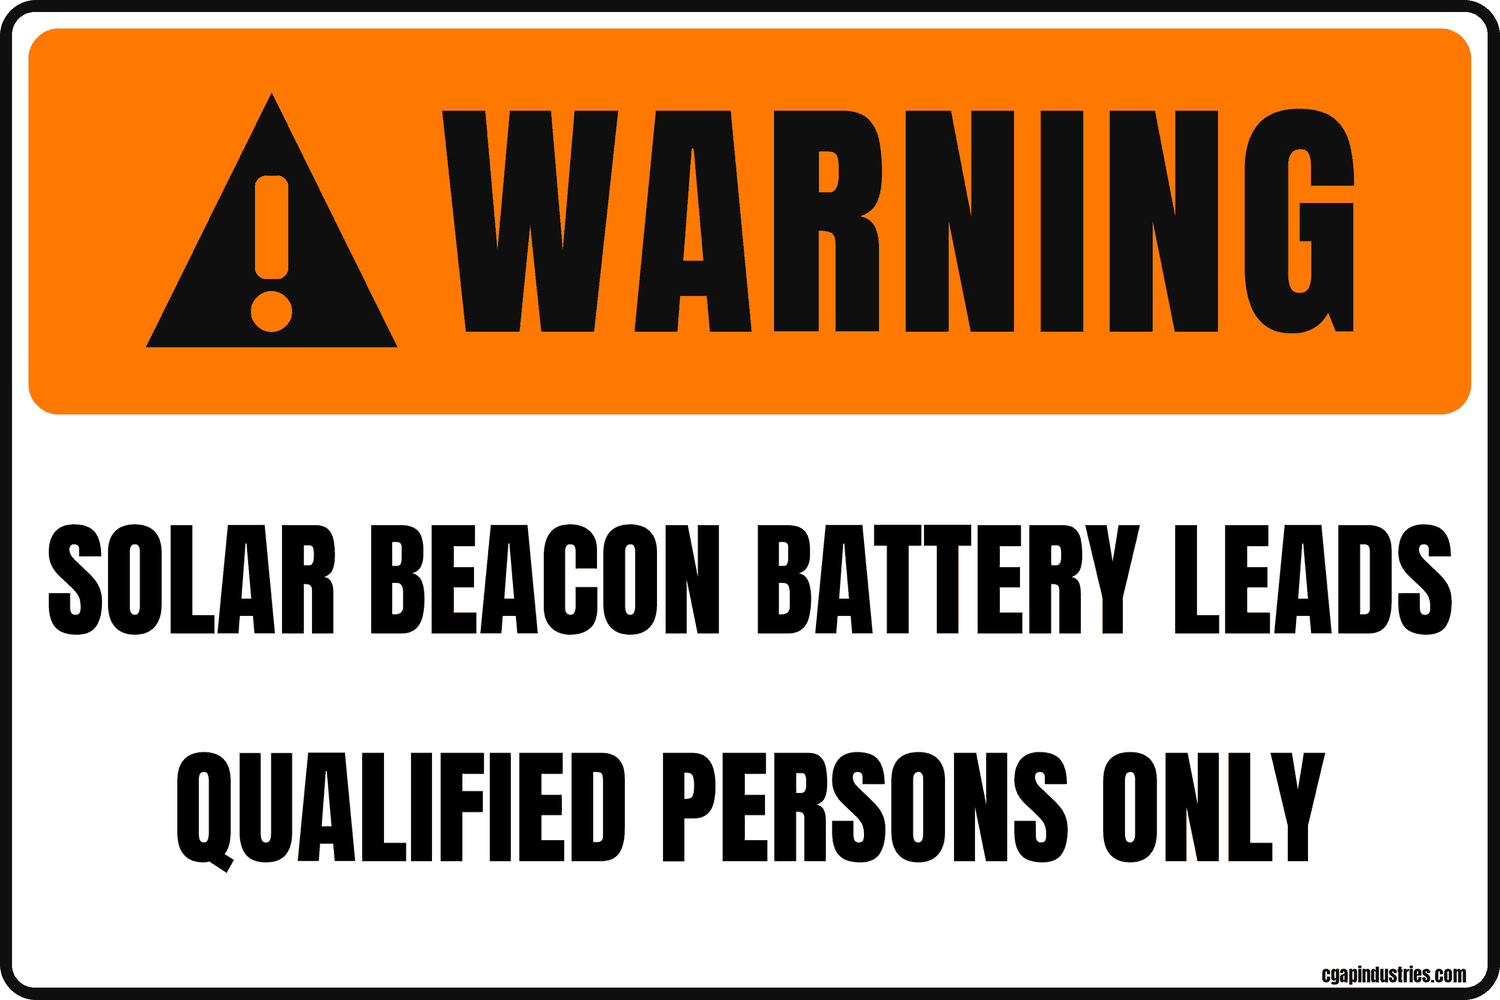 WARNING
SOLAR BEACON BATTERY LEADS
QUALIFIED PERSONS ONLY
cgapindustries.com